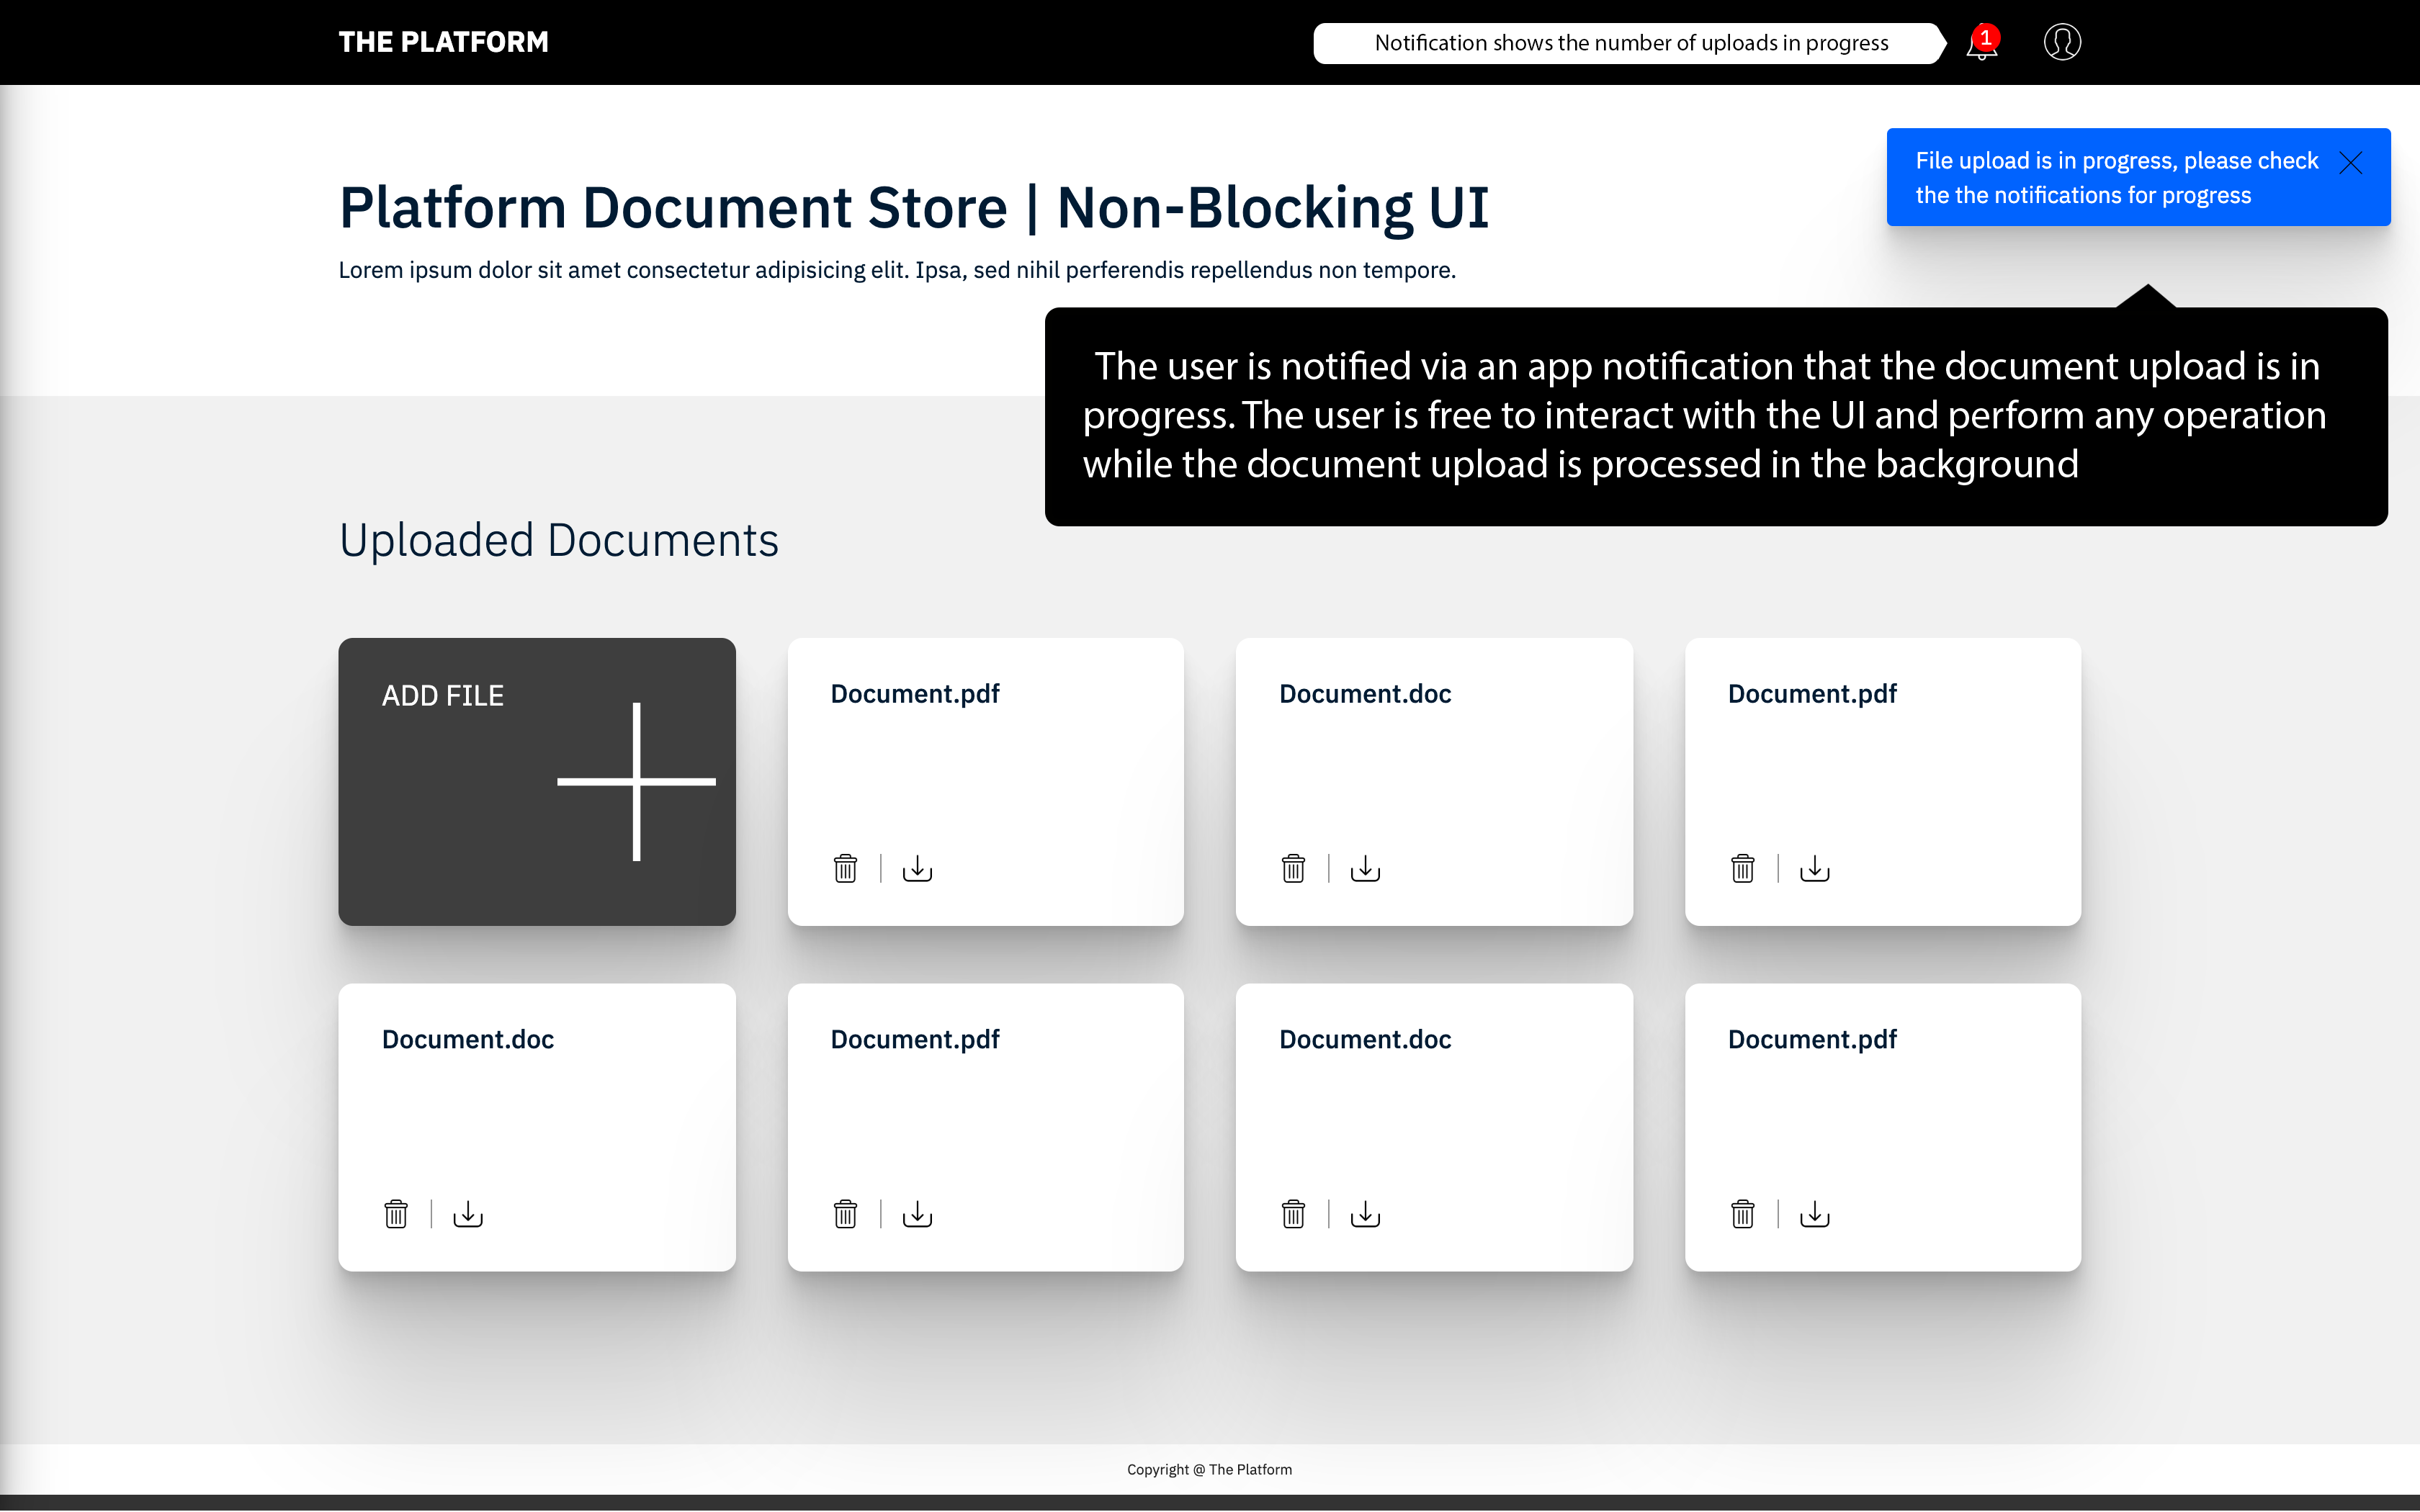 THE PLATFORM
Notification shows the number of uploads in progress
1
File upload is in progress, please check
the the notifications for progress
Platform Document Store | Non-Blocking UI
Lorem ipsum dolor sit amet consectetur adipisicing elit. Ipsa, sed nihil perferendis repellendus non tempore.
The user is notified via an app notification that the document upload is in
progress. The user is free to interact with the UI and perform any operation
while the document upload is processed in the background
Uploaded Documents
ADD FILE
Document.pdf
Document.doc
Document.pdf
Document.doc
Document.pdf
Document.doc
Document.pdf
Copyright @ The Platform